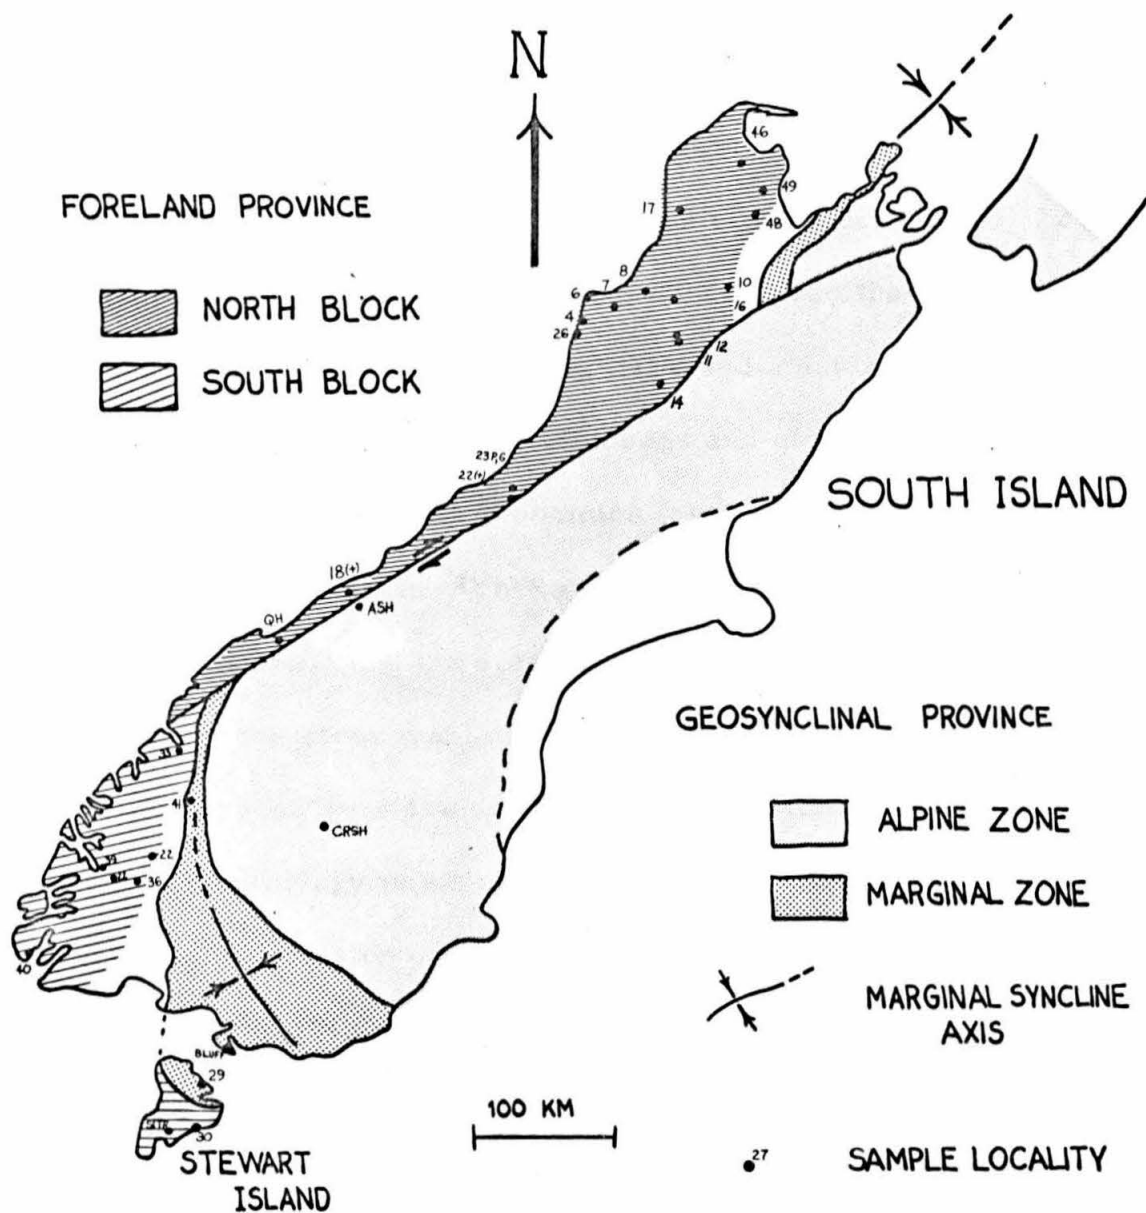 N
46
FORELAND PROVINCE
49
17
48
8
7
10
6
16
NORTH BLOCK
4
26
12
11
SOUTH BLOCK
14
23P,G
22(+)
SOUTH ISLAND
18(+)
ASH
QH
GEOSYNCLINAL PROVINCE
33
41
ALPINE ZONE
CRSH
22
39
36
MARGINAL ZONE
40
MARGINAL SYNCLINE
AXIS
BLUFF
29
100 KM
30
27
SAMPLE LOCALITY
STEWART
ISLAND